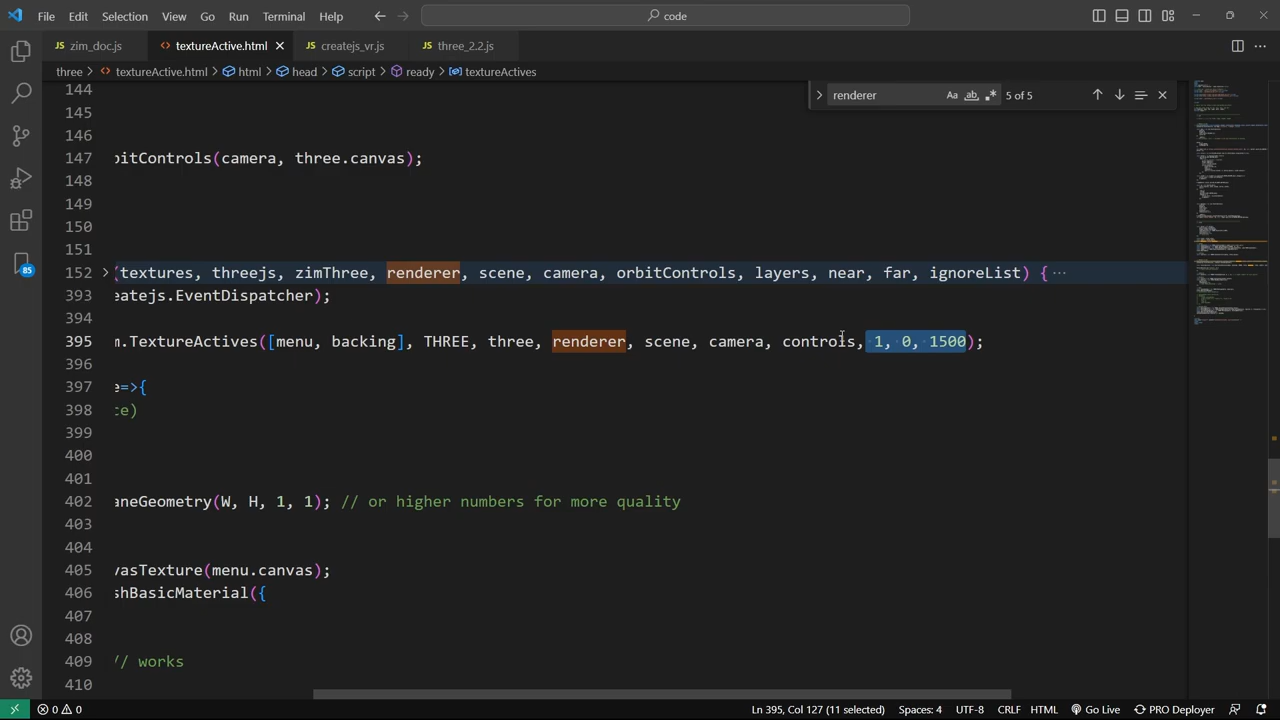 File Edit Selection View Go Run Terminal Help
code
zim_doc.js textureActive.html createjs_vr.js three_2.2.js
three > textureActive.html > html > head > script > ready > textureActives
renderer ab 5 of 5
144
145
146
147 bitControls(camera, three.canvas);
148
149
150
151
152 (textures, threejs, zimThree, renderer, scene, camera, orbitControls, layer, near, far, ignoreList) { ···
393 eatejs.EventDispatcher);
394
395 m.TextureActives([menu, backing], THREE, three, renderer, scene, camera, controls, 1, 0, 1500);
396
397 e=>{
398 ce)
399
400
401
402 aneGeometry(W, H, 1, 1); // or higher numbers for more quality
403
404
405 vasTexture(menu.canvas);
406 shBasicMaterial({
407
408
409 // works
410
85
0 0 Ln 395, Col 127 (11 selected) Spaces: 4 UTF-8 CRLF HTML Go Live PRO Deployer